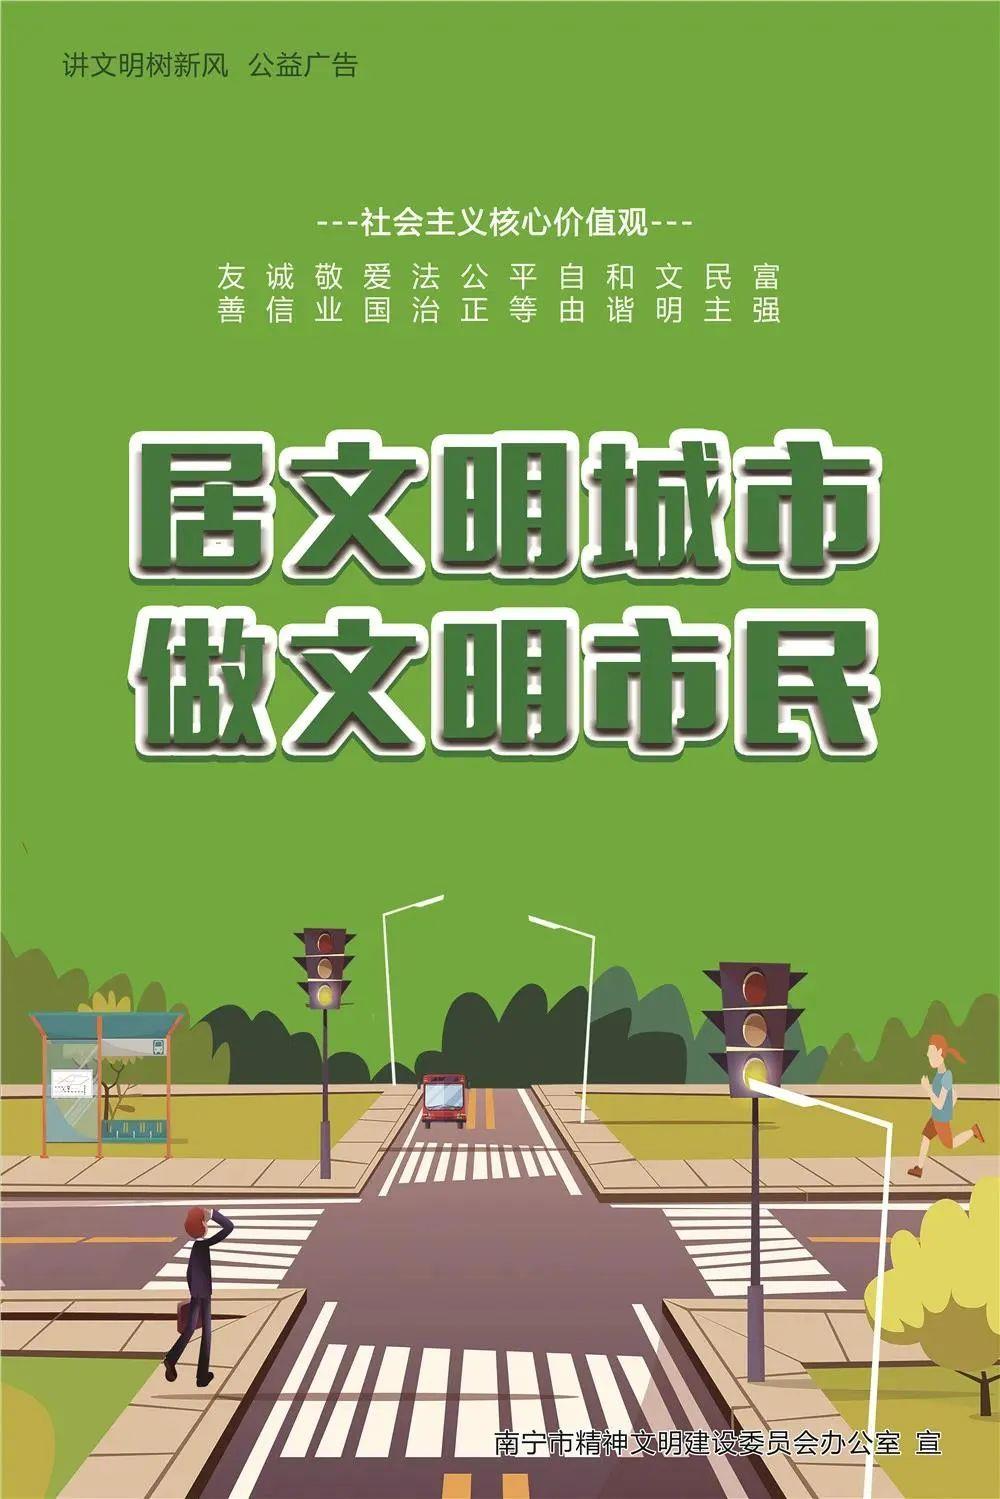 讲文明树新风 公益广告
---社会主义核心价值观---
富强
民主
文明
和谐
自由
平等
公正
法治
爱国
敬业
诚信
友善
居文明城市
做文明市民
南宁市精神文明建设委员会办公室 宣